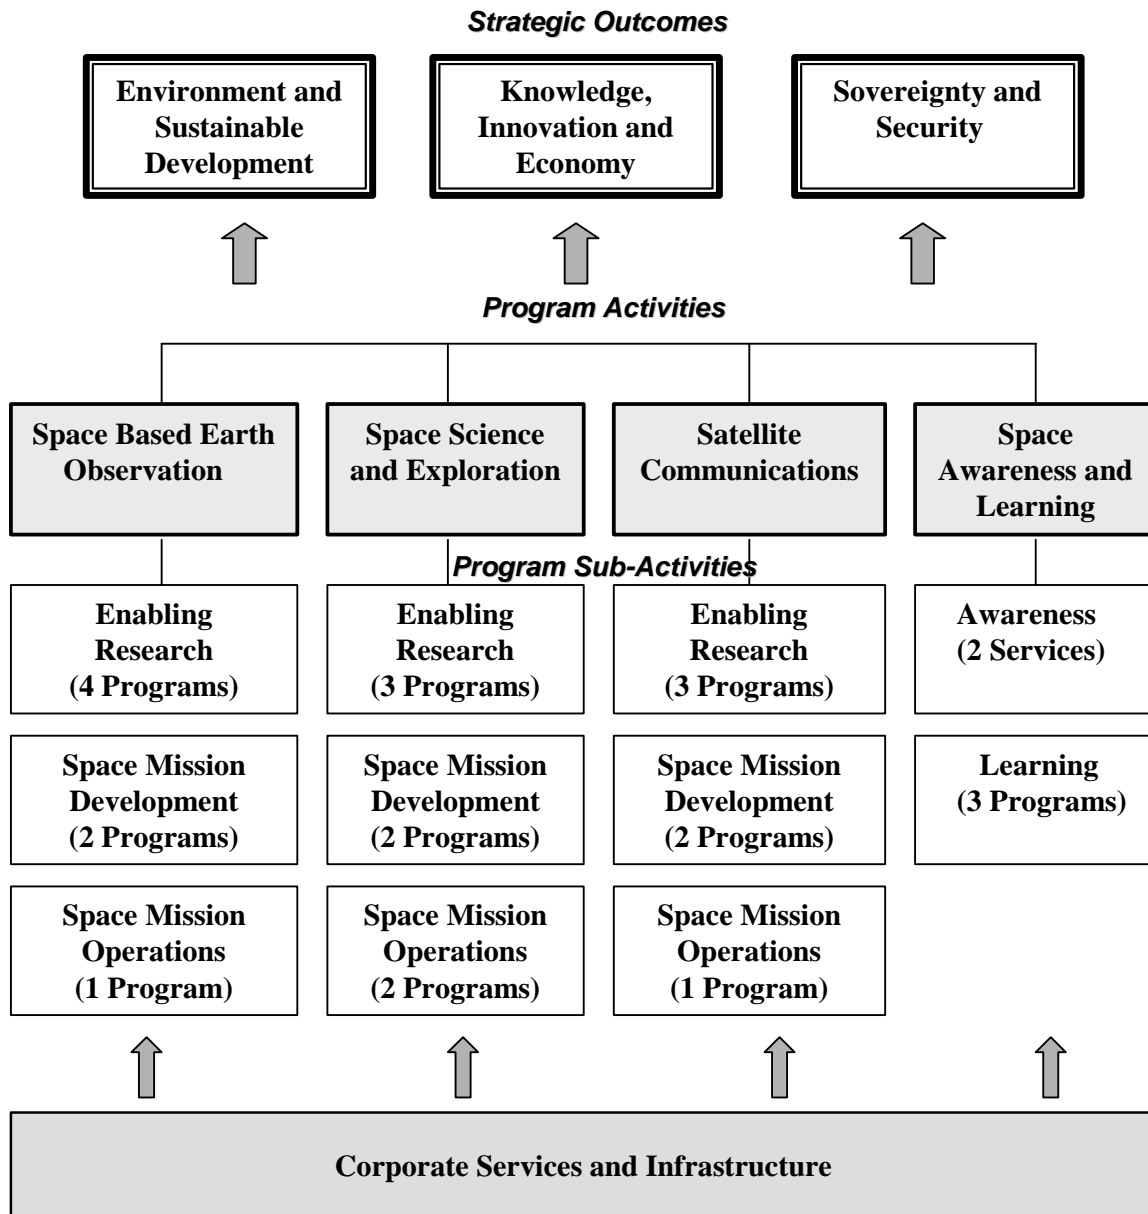 Strategic Outcomes
Environment and
Sustainable
Development
Knowledge,
Innovation and
Economy
Sovereignty and
Security
Program Activities
Space Based Earth
Observation
Space Science
and Exploration
Satellite
Communications
Space
Awareness and
Learning
Program Sub-Activities
Enabling
Research
(4 Programs)
Enabling
Research
(3 Programs)
Enabling
Research
(3 Programs)
Awareness
(2 Services)
Space Mission
Development
(2 Programs)
Space Mission
Development
(2 Programs)
Space Mission
Development
(2 Programs)
Learning
(3 Programs)
Space Mission
Operations
(1 Program)
Space Mission
Operations
(2 Programs)
Space Mission
Operations
(1 Program)
Corporate Services and Infrastructure